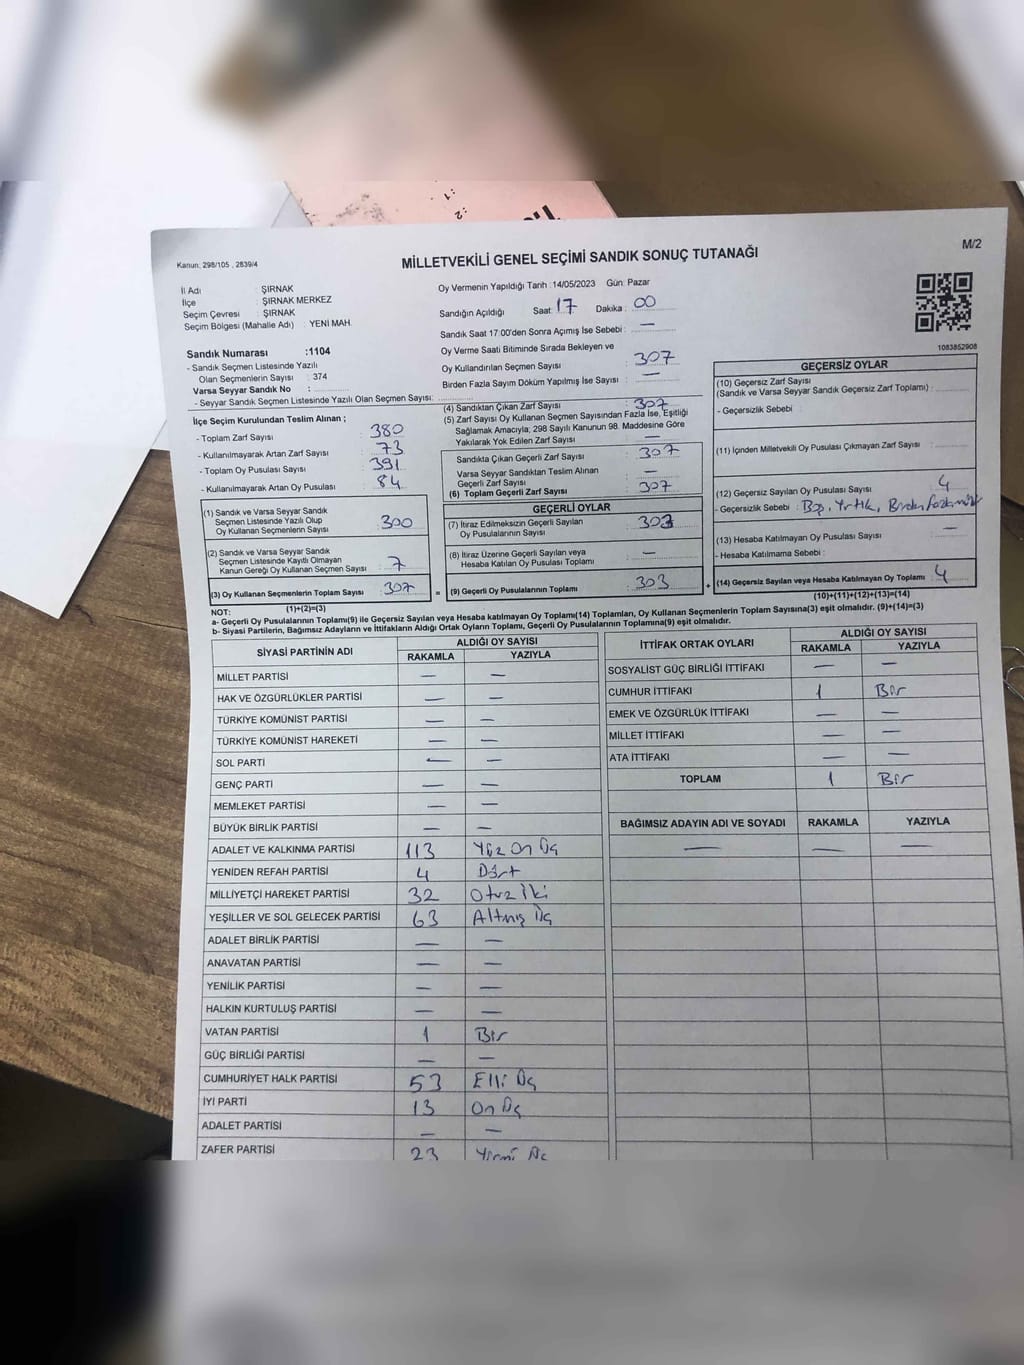 M/2
Kanun: 298/105 , 2839/4
MİLLETVEKİLİ GENEL SEÇİMİ SANDIK SONUÇ TUTANAĞI
İl Adı : ŞIRNAK
İlçe : ŞIRNAK MERKEZ
Seçim Çevresi : ŞIRNAK
Seçim Bölgesi (Mahalle Adı) : YENİ MAH.
Sandık Numarası :1104
- Sandık Seçmen Listesinde Yazılı
Olan Seçmenlerin Sayısı : 374
Varsa Seyyar Sandık No :
- Seyyar Sandık Seçmen Listesinde Yazılı Olan Seçmen Sayısı:
Oy Vermenin Yapıldığı Tarih :14/05/2023 Gün: Pazar
Sandığın Açıldığı Saat: 17 Dakika : 00
Sandık Saat 17:00'den Sonra Açımış İse Sebebi : —
Oy Verme Saati Bitiminde Sırada Bekleyen ve
Oy Kullandırılan Seçmen Sayısı : 307
Birden Fazla Sayım Döküm Yapılmış İse Sayısı : —
1083852908
İlçe Seçim Kurulundan Teslim Alınan ;
- Toplam Zarf Sayısı : 380
- Kullanılmayarak Artan Zarf Sayısı : 73
- Toplam Oy Pusulası Sayısı : 391
- Kullanılmayarak Artan Oy Pusulası : 84
(1) Sandık ve Varsa Seyyar Sandık
Seçmen Listesinde Yazılı Olup
Oy Kullanan Seçmenlerin Sayısı : 300
(2) Sandık ve Varsa Seyyar Sandık
Seçmen Listesinde Kayıtlı Olmayan
Kanun Gereği Oy Kullanan Seçmen Sayısı : 7
(3) Oy Kullanan Seçmenlerin Toplam Sayısı : 307
(1)+(2)=(3)
(4) Sandıktan Çıkan Zarf Sayısı : 307
(5) Zarf Sayısı Oy Kullanan Seçmen Sayısından Fazla İse, Eşitliği
Sağlamak Amacıyla; 298 Sayılı Kanunun 98. Maddesine Göre
Yakılarak Yok Edilen Zarf Sayısı : —
Sandıkta Çıkan Geçerli Zarf Sayısı : 307
Varsa Seyyar Sandıktan Teslim Alınan
Geçerli Zarf Sayısı : —
(6) Toplam Geçerli Zarf Sayısı : 307
GEÇERLİ OYLAR
(7) İtiraz Edilmeksizin Geçerli Sayılan
Oy Pusulalarının Sayısı : 303
(8) İtiraz Üzerine Geçerli Sayılan veya
Hesaba Katılan Oy Pusulası Toplamı : —
= (9) Geçerli Oy Pusulalarının Toplamı : 303
GEÇERSİZ OYLAR
(10) Geçersiz Zarf Sayısı
(Sandık ve Varsa Sandık Geçersiz Zarf Toplamı) :
- Geçersizlik Sebebi :
(11) İçinden Milletvekili Oy Pusulası Çıkmayan Zarf Sayısı :
(12) Geçersiz Sayılan Oy Pusulası Sayısı : 4
- Geçersizlik Sebebi : Boş, Yırtık, Birden fazla
(13) Hesaba Katılmayan Oy Pusulası Sayısı : —
- Hesaba Katılmama Sebebi :
+ (14) Geçersiz Sayılan veya Hesaba Katılmayan Oy Toplamı : 4
(10)+(11)+(12)+(13)=(14)
NOT:
a- Geçerli Oy Pusulalarının Toplamı(9) ile Geçersiz Sayılan veya Hesaba katılmayan Oy Toplamı(14) Toplamları, Oy Kullanan Seçmenlerin Toplam Sayısına(3) eşit olmalıdır. (9)+(14)=(3)
b- Siyasi Partilerin, Bağımsız Adayların ve İttifakların Aldığı Ortak Oyların Toplamı, Geçerli Oy Pusulalarının Toplamına(9) eşit olmalıdır.
SİYASİ PARTİNİN ADI ALDIĞI OY SAYISI
RAKAMLA YAZIYLA
MİLLET PARTİSİ — —
HAK VE ÖZGÜRLÜKLER PARTİSİ — —
TÜRKİYE KOMÜNİST PARTİSİ — —
TÜRKİYE KOMÜNİST HAREKETİ — —
SOL PARTİ — —
GENÇ PARTİ — —
MEMLEKET PARTİSİ — —
BÜYÜK BİRLİK PARTİSİ — —
ADALET VE KALKINMA PARTİSİ 113 Yüz On Üç
YENİDEN REFAH PARTİSİ 4 Dört
MİLLİYETÇİ HAREKET PARTİSİ 32 Otuz İki
YEŞİLLER VE SOL GELECEK PARTİSİ 63 Altmış Üç
ADALET BİRLİK PARTİSİ — —
ANAVATAN PARTİSİ — —
YENİLİK PARTİSİ — —
HALKIN KURTULUŞ PARTİSİ — —
VATAN PARTİSİ 1 Bir
GÜÇ BİRLİĞİ PARTİSİ — —
CUMHURİYET HALK PARTİSİ 53 Elli Üç
İYİ PARTİ 13 On Üç
ADALET PARTİSİ — —
ZAFER PARTİSİ 23 Yirmi Üç
İTTİFAK ORTAK OYLARI ALDIĞI OY SAYISI
RAKAMLA YAZIYLA
SOSYALİST GÜÇ BİRLİĞİ İTTİFAKI — —
CUMHUR İTTİFAKI 1 Bir
EMEK VE ÖZGÜRLÜK İTTİFAKI — —
MİLLET İTTİFAKI — —
ATA İTTİFAKI — —
TOPLAM 1 Bir
BAĞIMSIZ ADAYIN ADI VE SOYADI RAKAMLA YAZIYLA
— — —